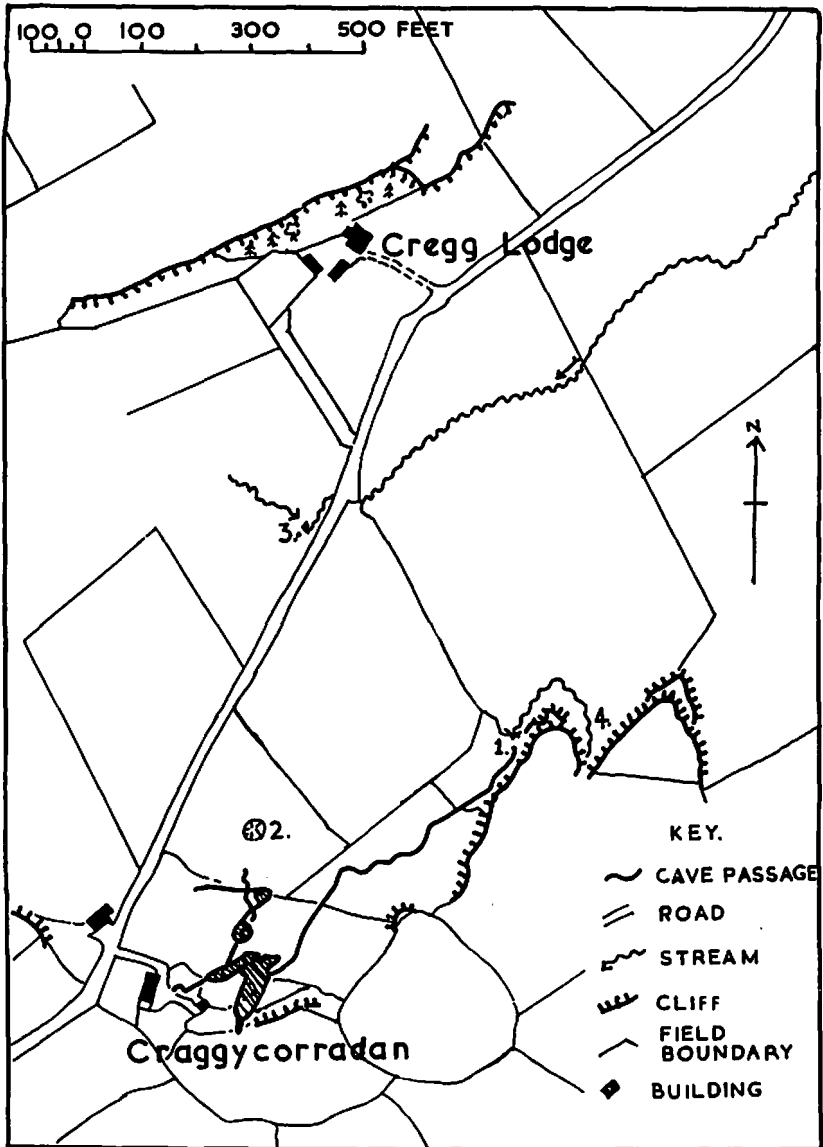 100 0 100 300 500 FEET
Cregg Lodge
N
3.
4.
1.
2.
KEY.
CAVE PASSAGE
ROAD
STREAM
CLIFF
FIELD
BOUNDARY
BUILDING
Craggycorradan